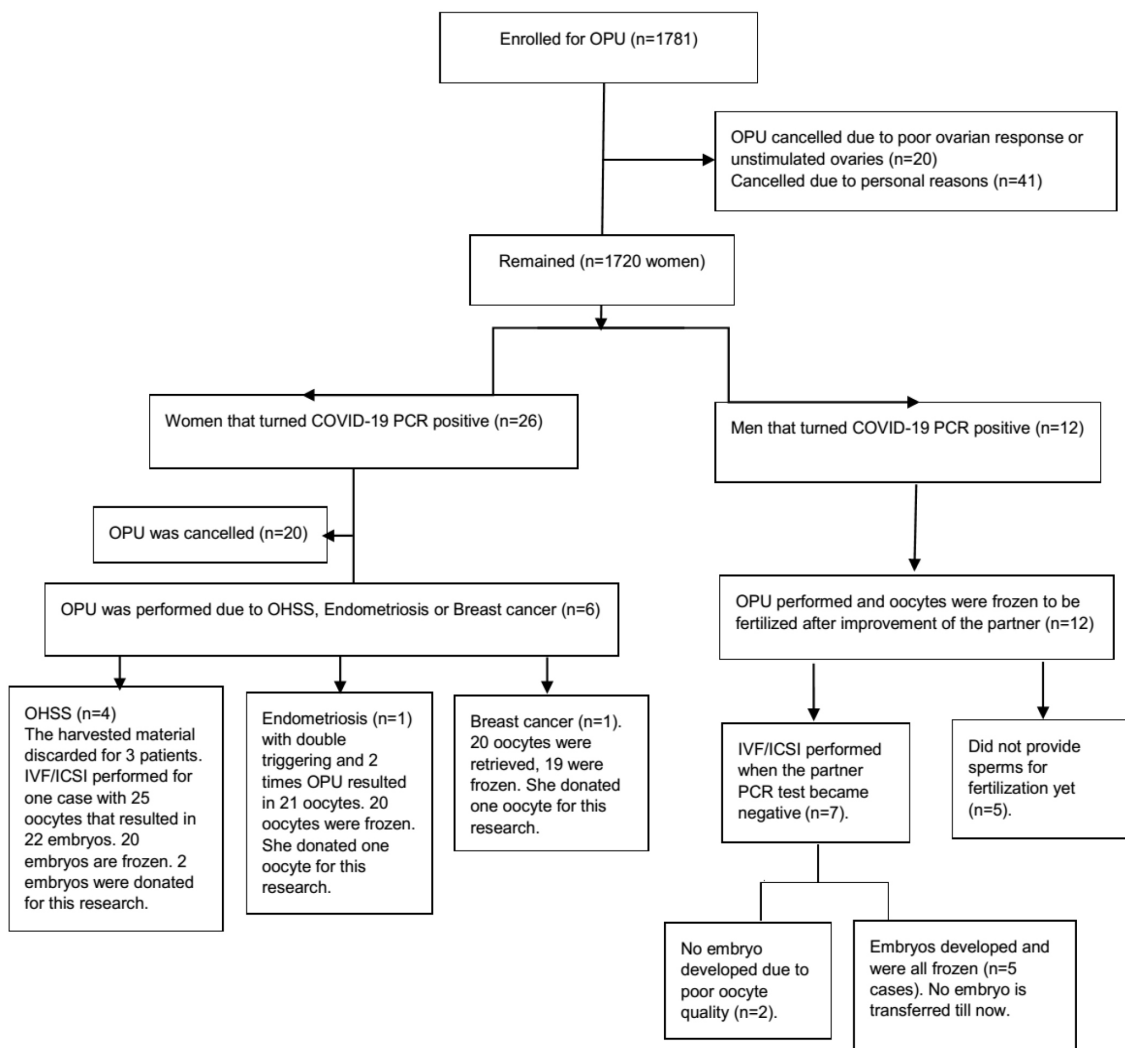 Enrolled for OPU (n=1781)
OPU cancelled due to poor ovarian response or
unstimulated ovaries (n=20)
Cancelled due to personal reasons (n=41)
Remained (n=1720 women)
Women that turned COVID-19 PCR positive (n=26)
Men that turned COVID-19 PCR positive (n=12)
OPU was cancelled (n=20)
OPU was performed due to OHSS, Endometriosis or Breast cancer (n=6)
OPU performed and oocytes were frozen to be
fertilized after improvement of the partner (n=12)
OHSS (n=4)
The harvested material
discarded for 3 patients.
IVF/ICSI performed for
one case with 25
oocytes that resulted in
22 embryos. 20
embryos are frozen. 2
embryos were donated
for this research.
Endometriosis (n=1)
with double
triggering and 2
times OPU resulted
in 21 oocytes. 20
oocytes were frozen.
She donated one
oocyte for this
research.
Breast cancer (n=1).
20 oocytes were
retrieved, 19 were
frozen. She donated
one oocyte for this
research.
IVF/ICSI performed
when the partner
PCR test became
negative (n=7).
Did not provide
sperms for
fertilization yet
(n=5).
No embryo
developed due to
poor oocyte
quality (n=2).
Embryos developed and
were all frozen (n=5
cases). No embryo is
transferred till now.